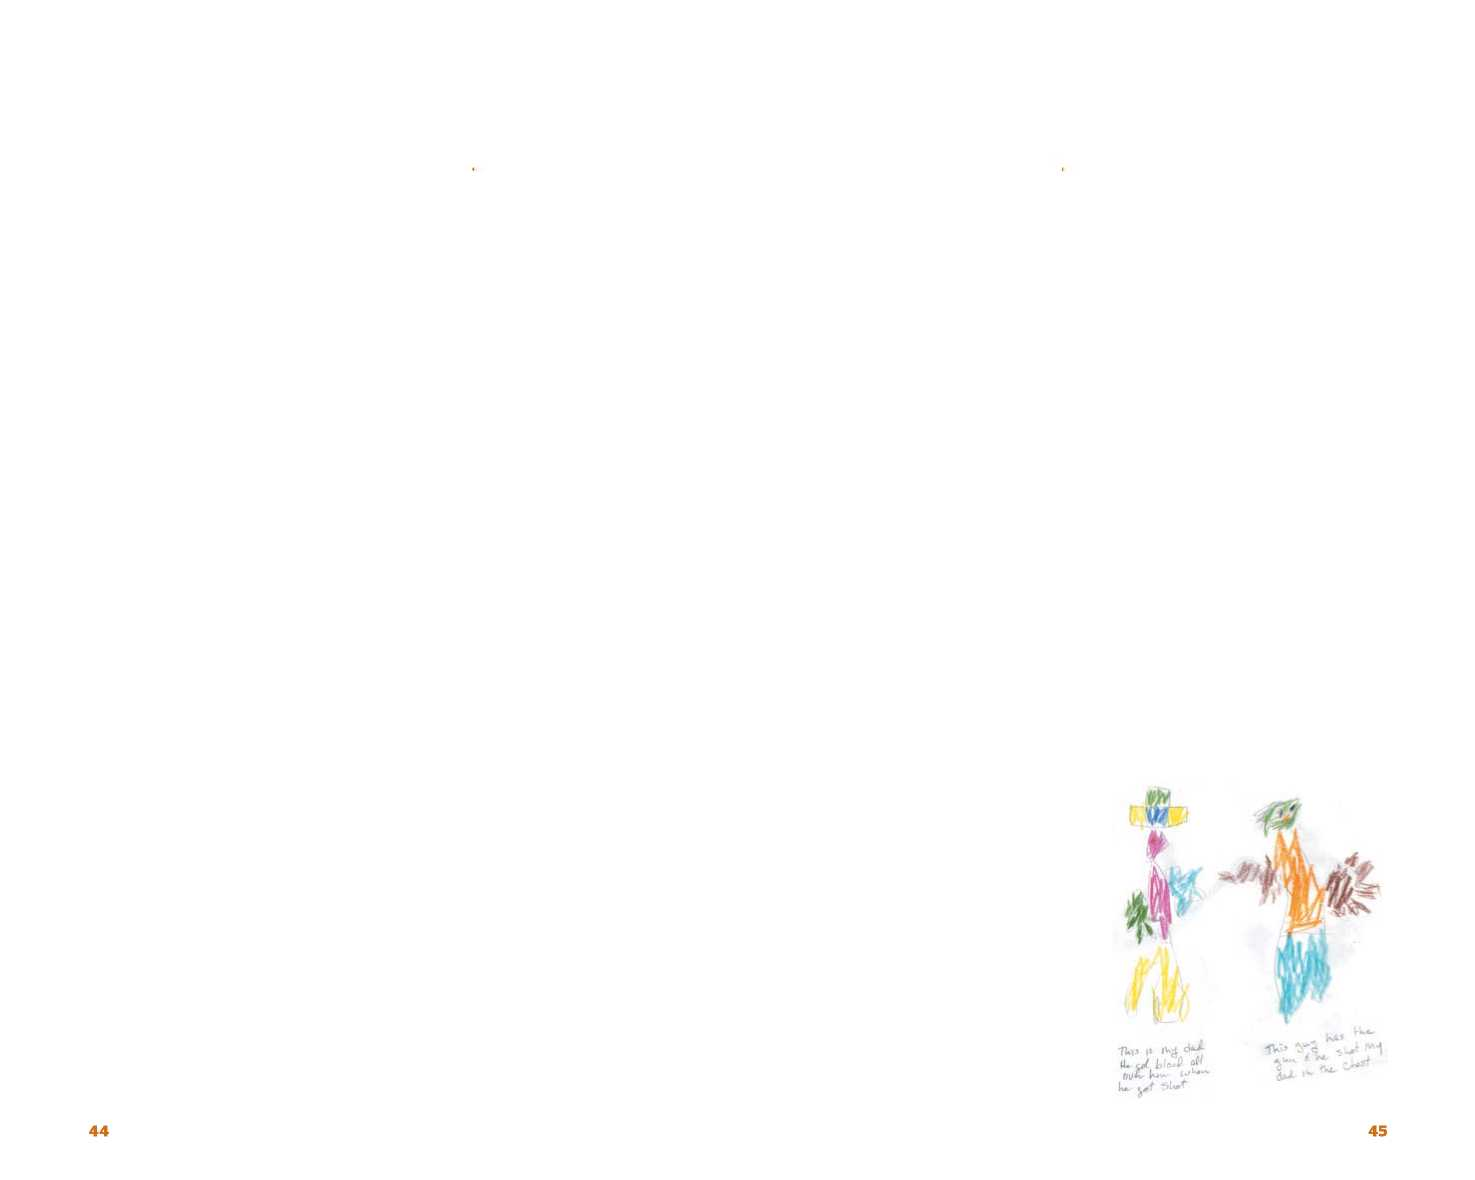 This is my dad
He got blood all
over him when
he got shot
This guy has the
gun & he shot my
dad in the chest
44
45